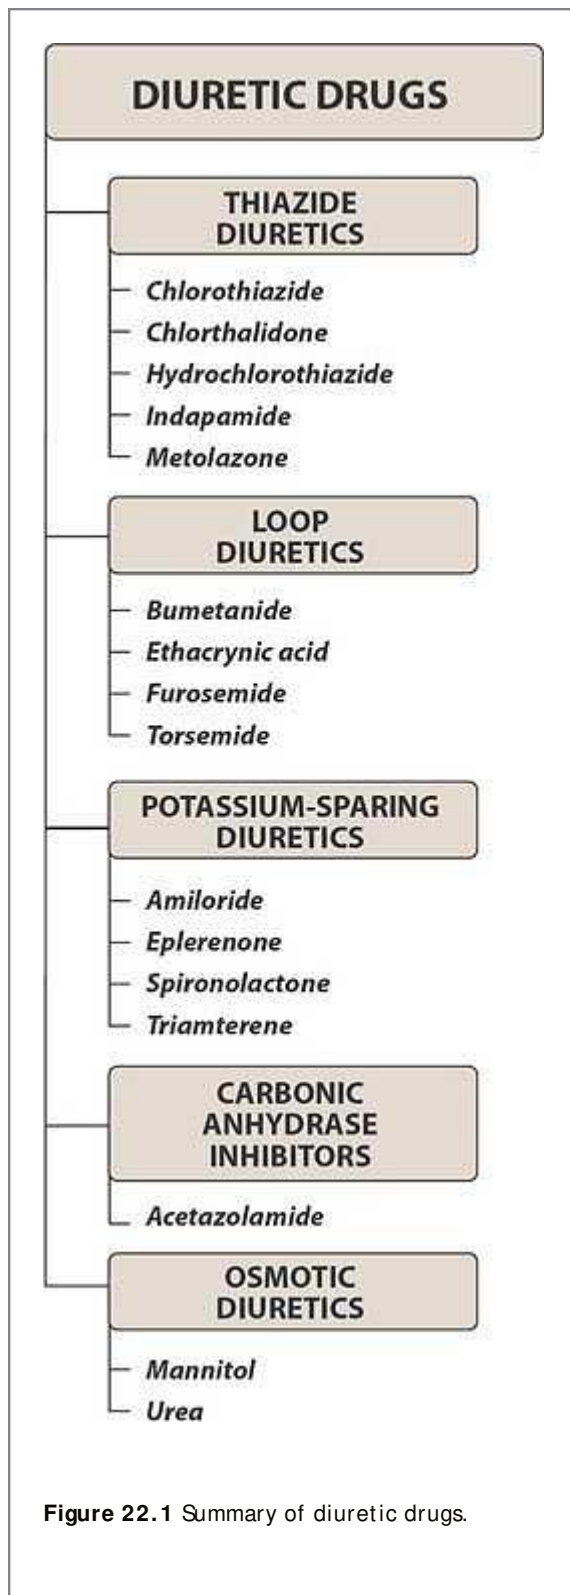 DIURETIC DRUGS
THIAZIDE
DIURETICS
Chlorothiazide
Chlorthalidone
Hydrochlorothiazide
Indapamide
Metolazone
LOOP
DIURETICS
Bumetanide
Ethacrynic acid
Furosemide
Torsemide
POTASSIUM-SPARING
DIURETICS
Amiloride
Eplerenone
Spironolactone
Triamterene
CARBONIC
ANHYDRASE
INHIBITORS
Acetazolamide
OSMOTIC
DIURETICS
Mannitol
Urea
Figure 22.1 Summary of diuretic drugs.